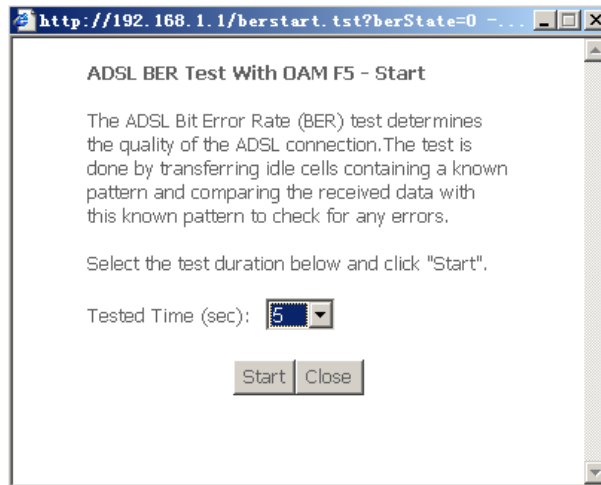 http://192.168.1.1/berstart.tst?berState=0 -...
ADSL BER Test With OAM F5 - Start
The ADSL Bit Error Rate (BER) test determines
the quality of the ADSL connection.The test is
done by transferring idle cells containing a known
pattern and comparing the received data with
this known pattern to check for any errors.
Select the test duration below and click "Start".
Tested Time (sec): 5
Start Close